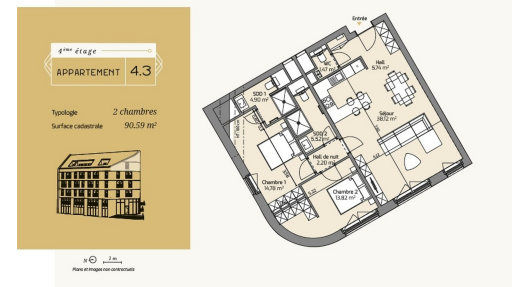 4ème étage
APPARTEMENT 4.3
Typologie 2 chambres
Surface cadastrale 90.59 m²
N 2 m
Plans et images non contractuels
Entrée
WC
1.47 m²
Hall
5.74 m²
SDD 1
4.90 m²
Séjour
38.12 m²
SDD 2
5.52 m²
Hall de nuit
2.20 m²
Chambre 1
14.78 m²
Chambre 2
13.82 m²